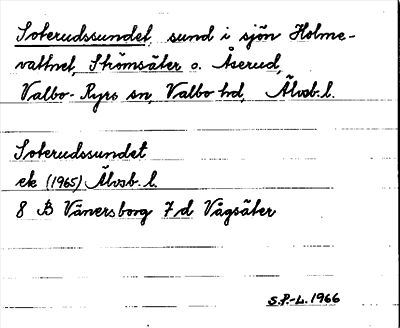 Soterudssundet, sund i sjön Holme-
vattnet, Strömsäter o. Åserud,
Valbo-Ryrs sn, Valbo hd, Älvsb. l.
Soterudssundet
ek (1965) Älvsb. l.
8 B Vänersborg 7 d Vågsäter
S.P.-L. 1966